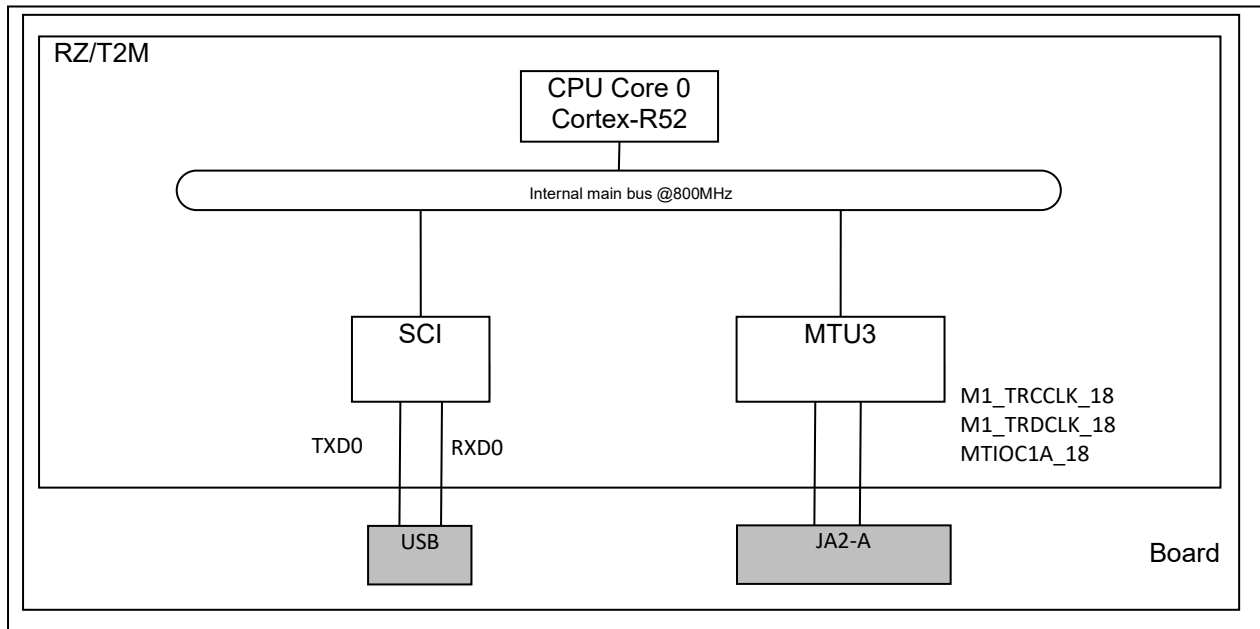 RZ/T2M
CPU Core 0
Cortex-R52
Internal main bus @800MHz
SCI
MTU3
M1_TRCCLK_18
M1_TRDCLK_18
MTIOC1A_18
TXD0
RXD0
USB
JA2-A
Board